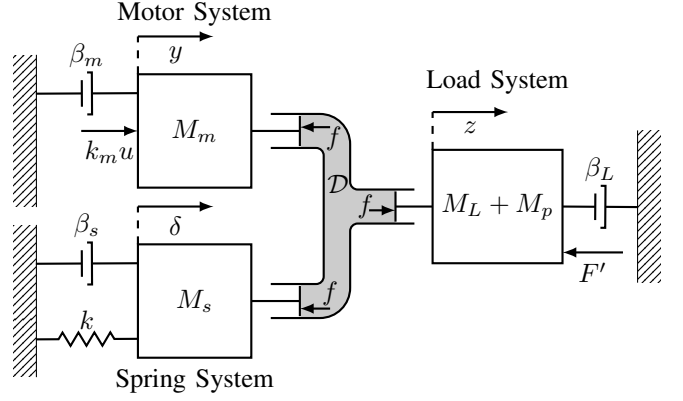 Motor System
y
β_m
M_m
k_m u
f
Load System
z
𝒟
β_L
f
M_L + M_p
F′
β_s
δ
M_s
f
k
Spring System